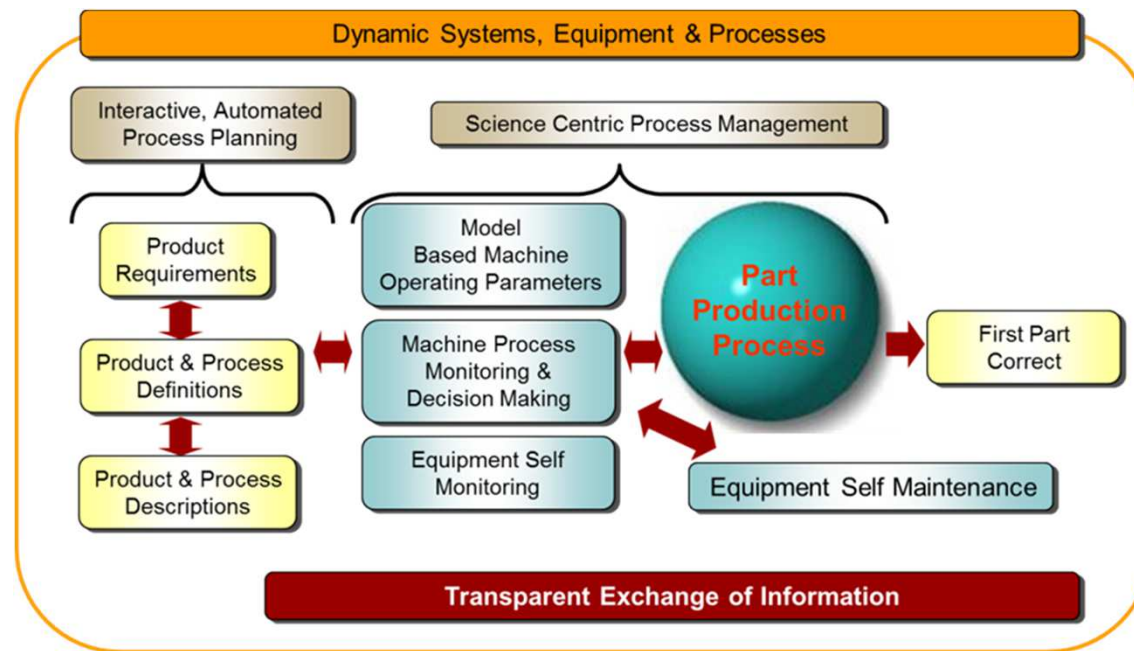 Dynamic Systems, Equipment & Processes
Interactive, Automated
Process Planning
Science Centric Process Management
Product
Requirements
Product & Process
Definitions
Product & Process
Descriptions
Model
Based Machine
Operating Parameters
Machine Process
Monitoring &
Decision Making
Equipment Self
Monitoring
Part
Production
Process
First Part
Correct
Equipment Self Maintenance
Transparent Exchange of Information